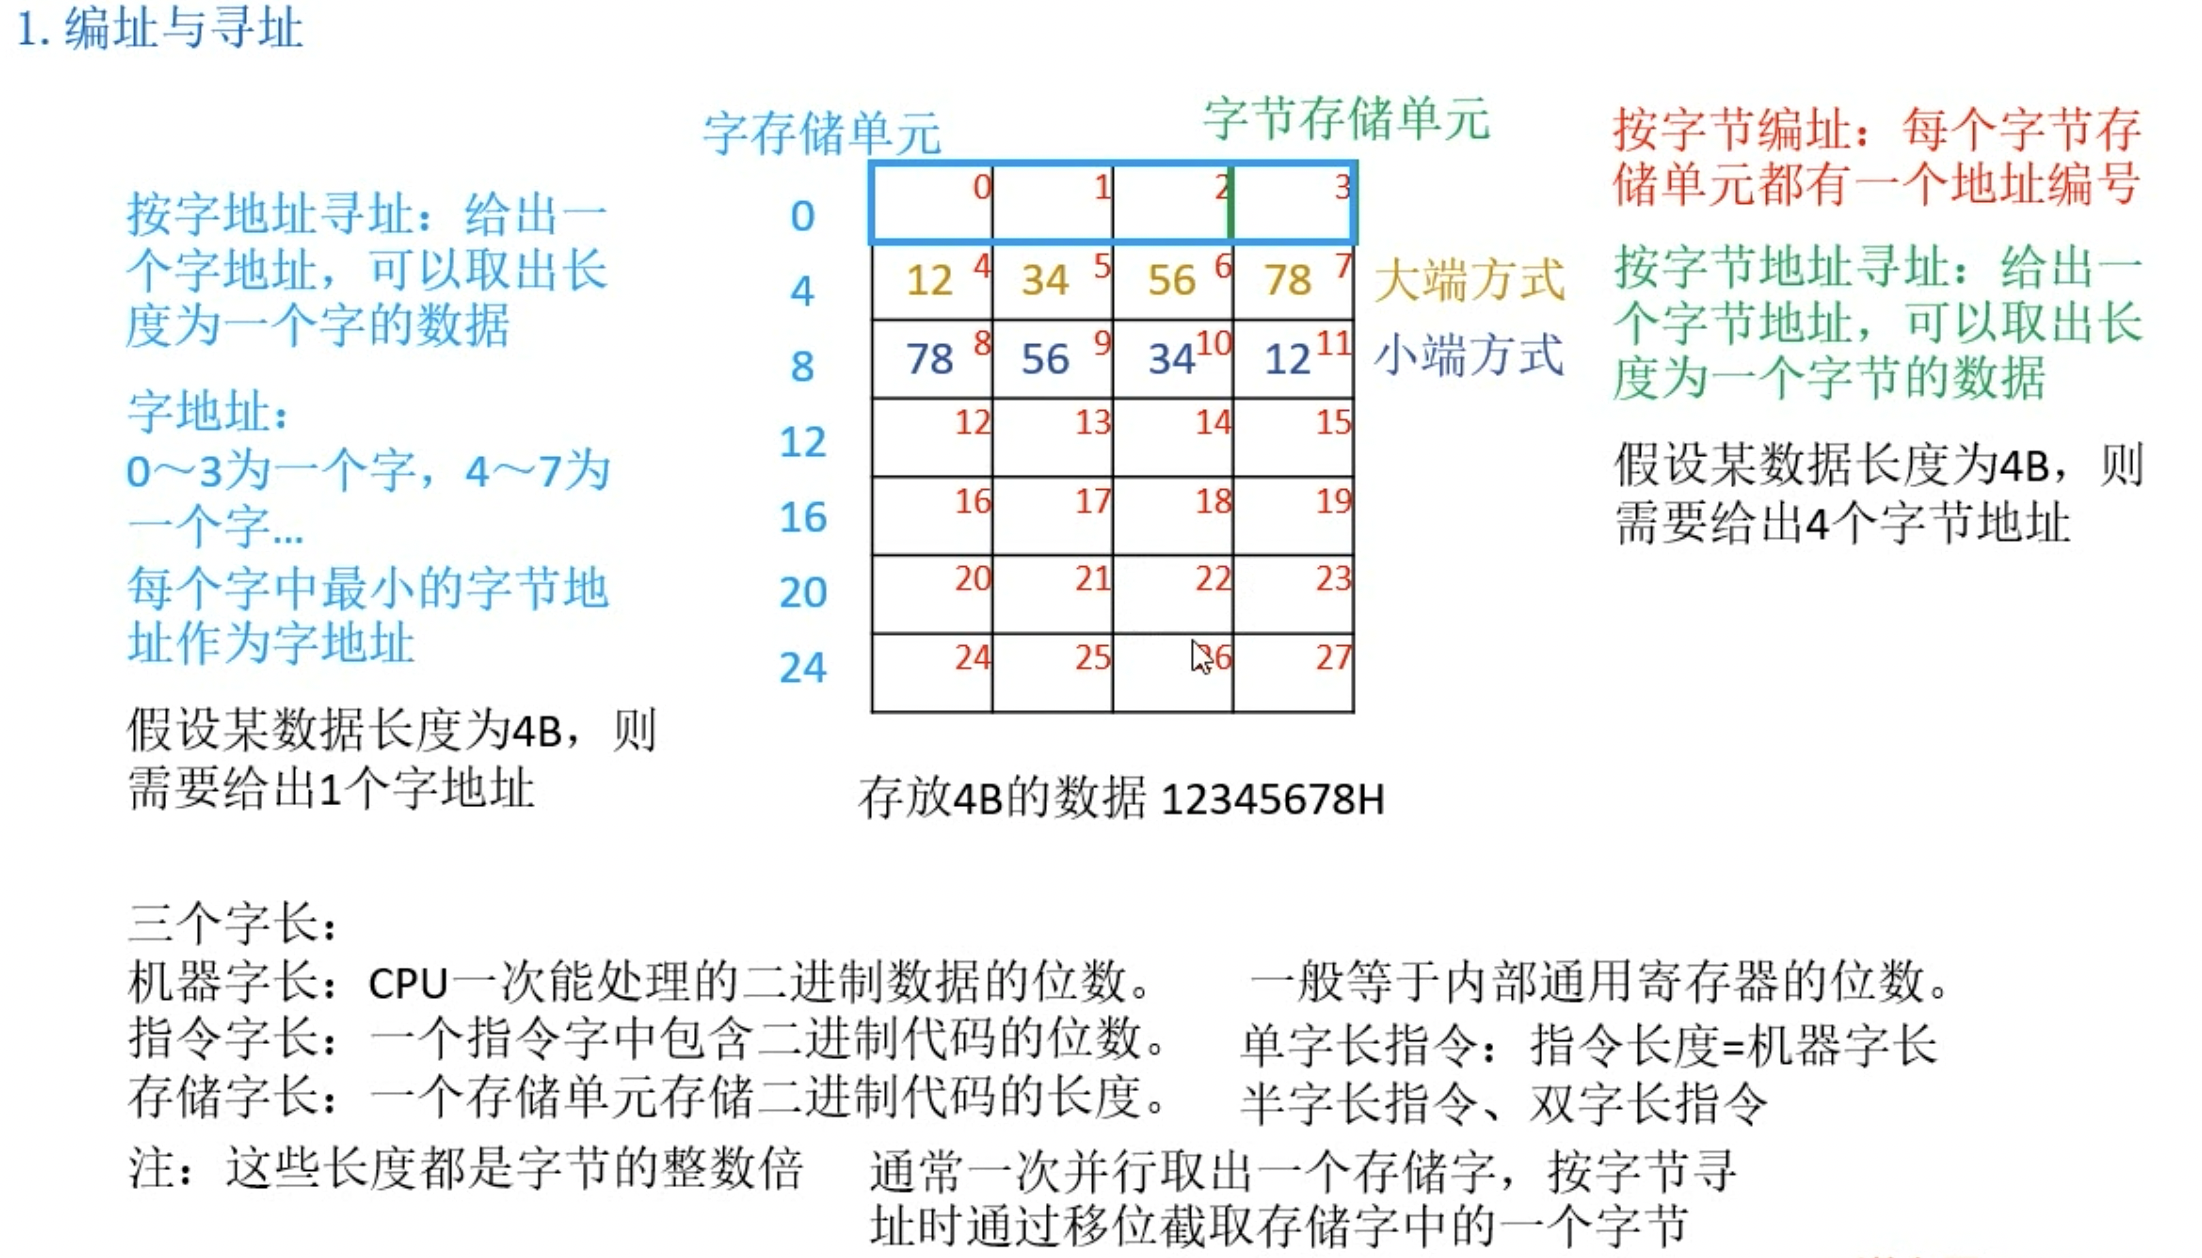 1. 编址与寻址
字存储单元
字节存储单元
按字地址寻址：给出一
个字地址，可以取出长
度为一个字的数据
字地址：
0～3为一个字，4～7为
一个字…
每个字中最小的字节地
址作为字地址
假设某数据长度为4B，则
需要给出1个字地址
0 0 1 2 3
4 12 4 34 5 56 6 78 7 大端方式
8 78 8 56 9 34 10 12 11 小端方式
12 12 13 14 15
16 16 17 18 19
20 20 21 22 23
24 24 25 26 27
存放4B的数据 12345678H
按字节编址：每个字节存
储单元都有一个地址编号
按字节地址寻址：给出一
个字节地址，可以取出长
度为一个字节的数据
假设某数据长度为4B，则
需要给出4个字节地址
三个字长：
机器字长：CPU一次能处理的二进制数据的位数。 一般等于内部通用寄存器的位数。
指令字长：一个指令字中包含二进制代码的位数。 单字长指令：指令长度=机器字长
存储字长：一个存储单元存储二进制代码的长度。 半字长指令、双字长指令
注：这些长度都是字节的整数倍 通常一次并行取出一个存储字，按字节寻
址时通过移位截取存储字中的一个字节